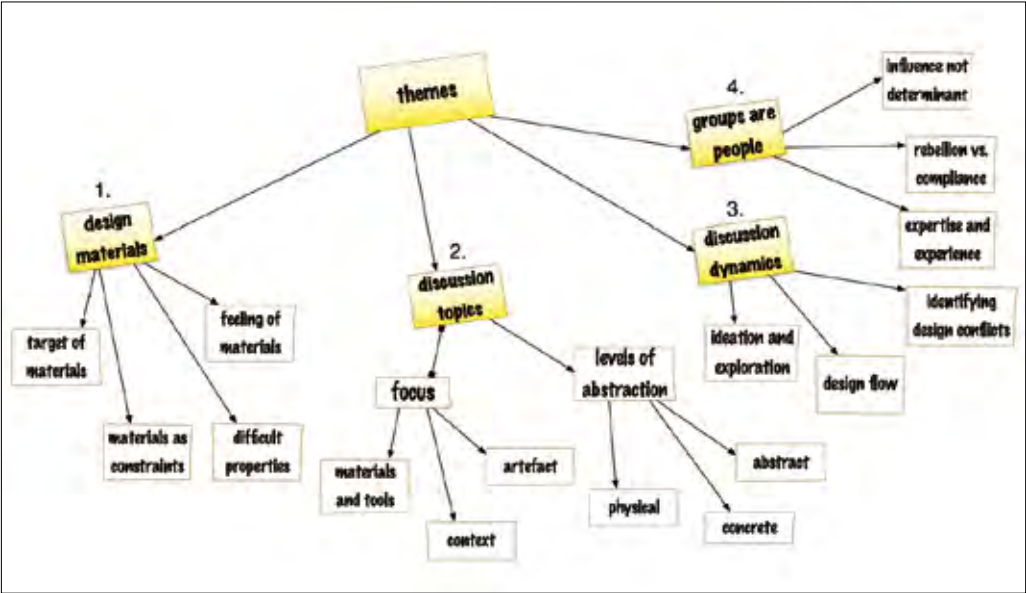 themes
1.
design
materials
target of
materials
materials as
constraints
difficult
properties
feeling of
materials
2.
discussion
topics
focus
materials
and tools
context
artefact
levels of
abstraction
physical
concrete
abstract
3.
discussion
dynamics
ideation and
exploration
design flow
identifying
design conflicts
4.
groups are
people
influence not
determinant
rebellion vs.
compliance
expertise and
experience